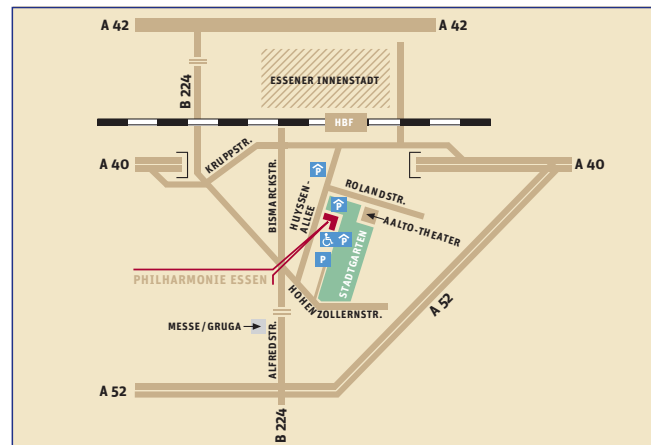 A 42
A 42
ESSENER INNENSTADT
B 224
HBF
A 40
KRUPPSTR.
A 40
P
BISMARCKSTR.
HUYSSEN-
ALLEE
ROLANDSTR.
P
AALTO-THEATER
P
P
STADTGARTEN
PHILHARMONIE ESSEN
HOHEN
ZOLLERNSTR.
A 52
MESSE/GRUGA
ALFREDSTR.
A 52
B 224